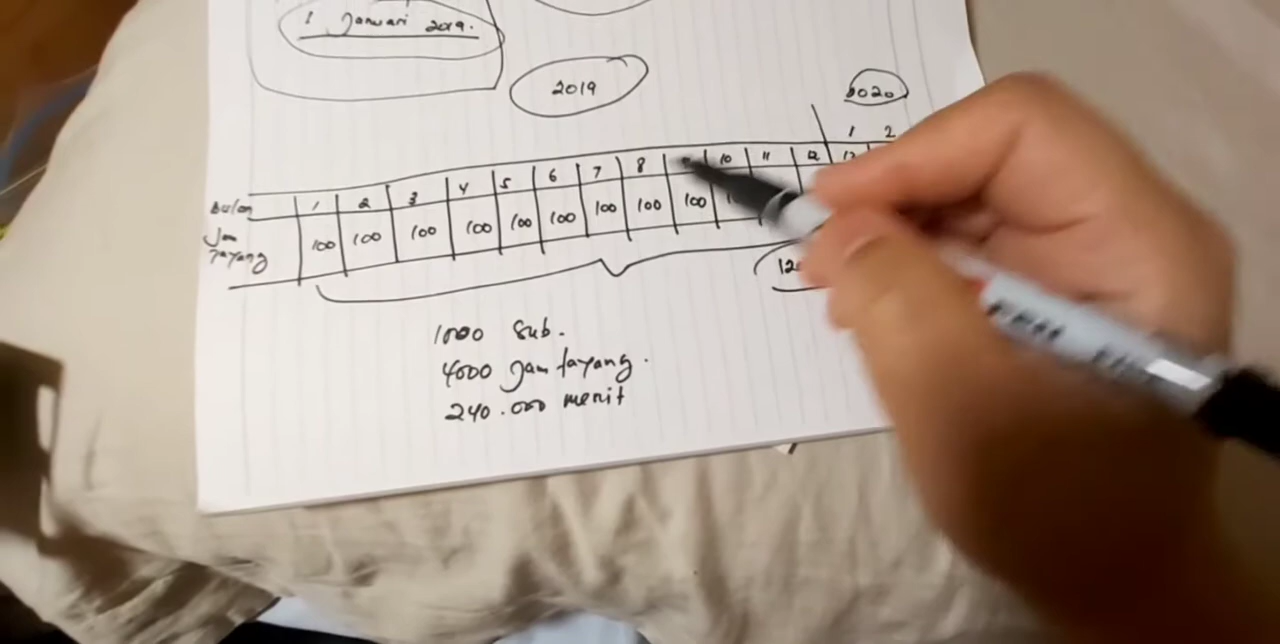 1 Januari 2019.
2019
2020
1 2
Bulan 1 2 3 4 5 6 7 8 10 11 12
Jam Tayang 100 100 100 100 100 100 100 100 100
1000 Sub.
4000 Jam tayang.
240.000 menit